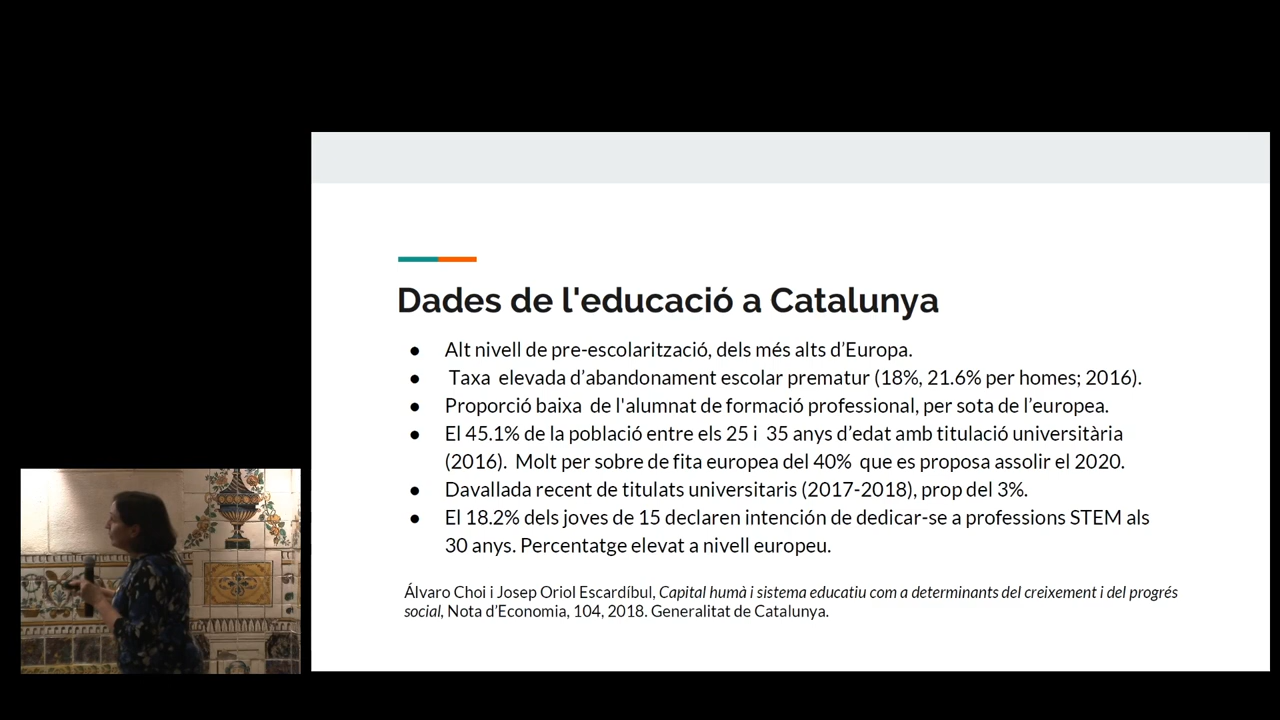 Dades de l'educació a Catalunya
● Alt nivell de pre-escolarització, dels més alts d’Europa.
● Taxa elevada d’abandonament escolar prematur (18%, 21.6% per homes; 2016).
● Proporció baixa de l'alumnat de formació professional, per sota de l’europea.
● El 45.1% de la població entre els 25 i 35 anys d’edat amb titulació universitària
(2016). Molt per sobre de fita europea del 40% que es proposa assolir el 2020.
● Davallada recent de titulats universitaris (2017-2018), prop del 3%.
● El 18.2% dels joves de 15 declaren intención de dedicar-se a professions STEM als
30 anys. Percentatge elevat a nivell europeu.
Álvaro Choi i Josep Oriol Escardíbul, Capital humà i sistema educatiu com a determinants del creixement i del progrés
social, Nota d’Economia, 104, 2018. Generalitat de Catalunya.